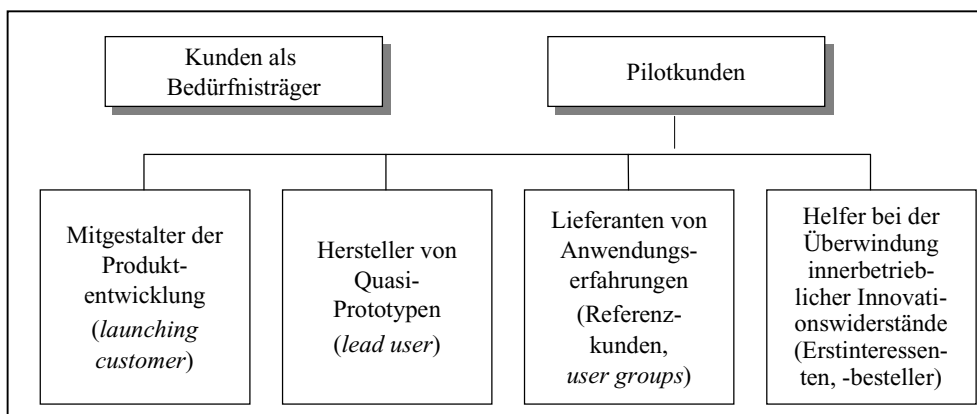 Kunden als
Bedürfnisträger
Pilotkunden
Mitgestalter der
Produkt-
entwicklung
(launching
customer)
Hersteller von
Quasi-
Prototypen
(lead user)
Lieferanten von
Anwendungs-
erfahrungen
(Referenz-
kunden,
user groups)
Helfer bei der
Überwindung
innerbetrieb-
licher Innovati-
onswiderstände
(Erstinteressen-
ten, -besteller)